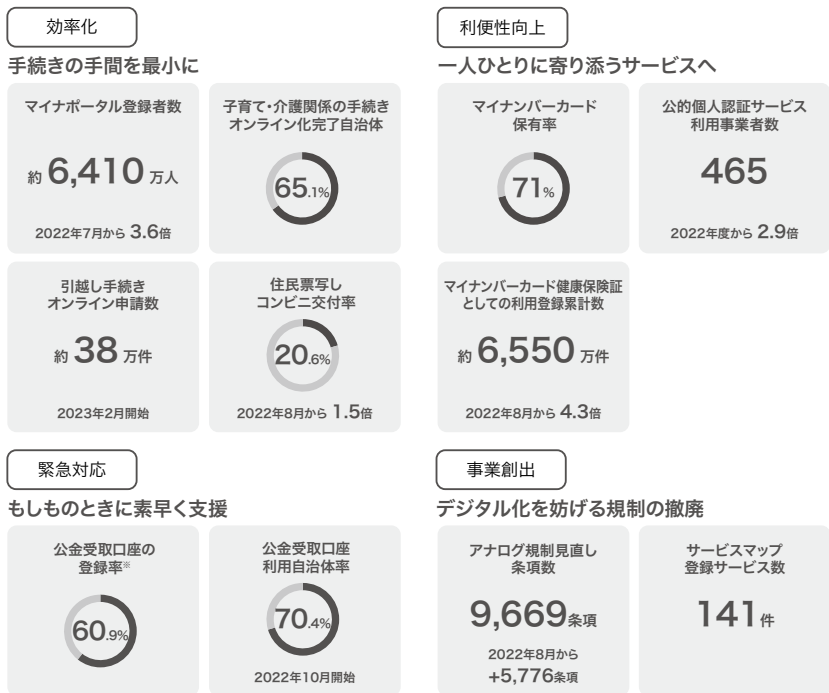 効率化
手続きの手間を最小に
マイナポータル登録者数
約 6,410 万人
2022年7月から 3.6倍
子育て・介護関係の手続き
オンライン化完了自治体
65.1%
引越し手続き
オンライン申請数
約 38 万件
2023年2月開始
住民票写し
コンビニ交付率
20.6%
2022年8月から 1.5倍
利便性向上
一人ひとりに寄り添うサービスへ
マイナンバーカード
保有率
71%
公的個人認証サービス
利用事業者数
465
2022年度から 2.9倍
マイナンバーカード健康保険証
としての利用登録累計数
約 6,550 万件
2022年8月から 4.3倍
緊急対応
もしものときに素早く支援
公金受取口座の
登録率※
60.9%
公金受取口座
利用自治体率
70.4%
2022年10月開始
事業創出
デジタル化を妨げる規制の撤廃
アナログ規制見直し
条項数
9,669条項
2022年8月から
+5,776条項
サービスマップ
登録サービス数
141件